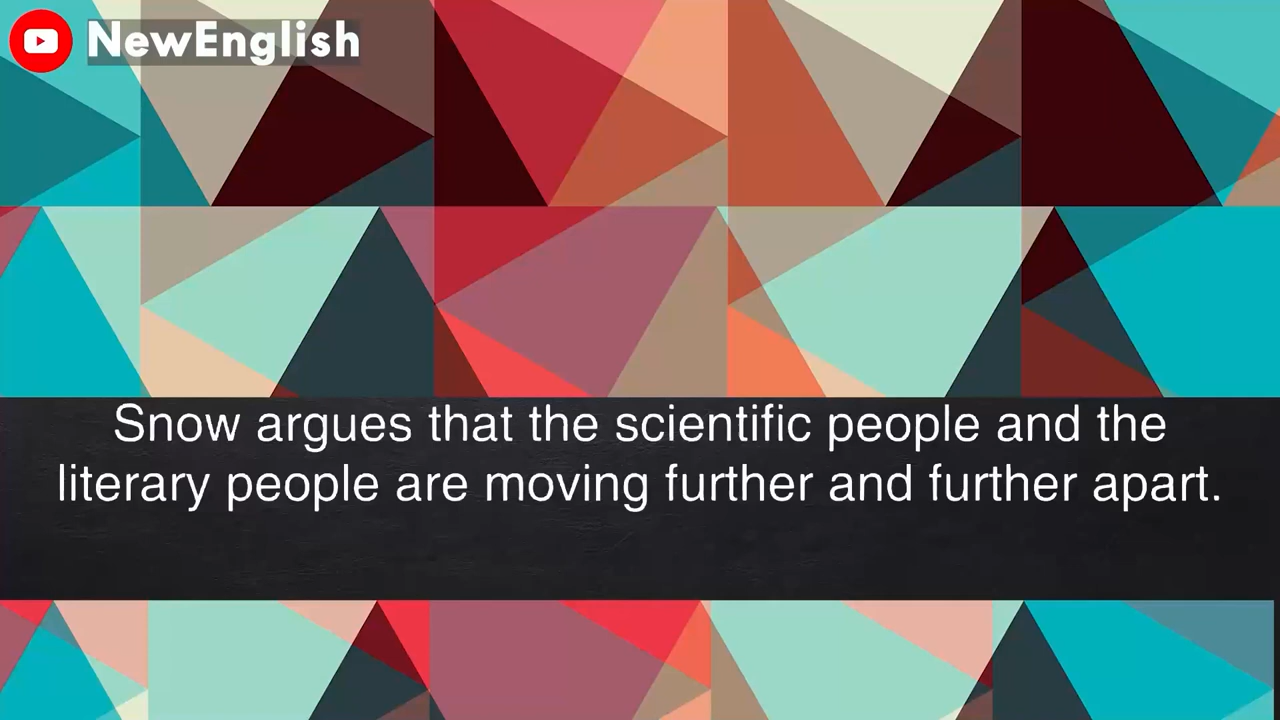 NewEnglish
Snow argues that the scientific people and the
literary people are moving further and further apart.